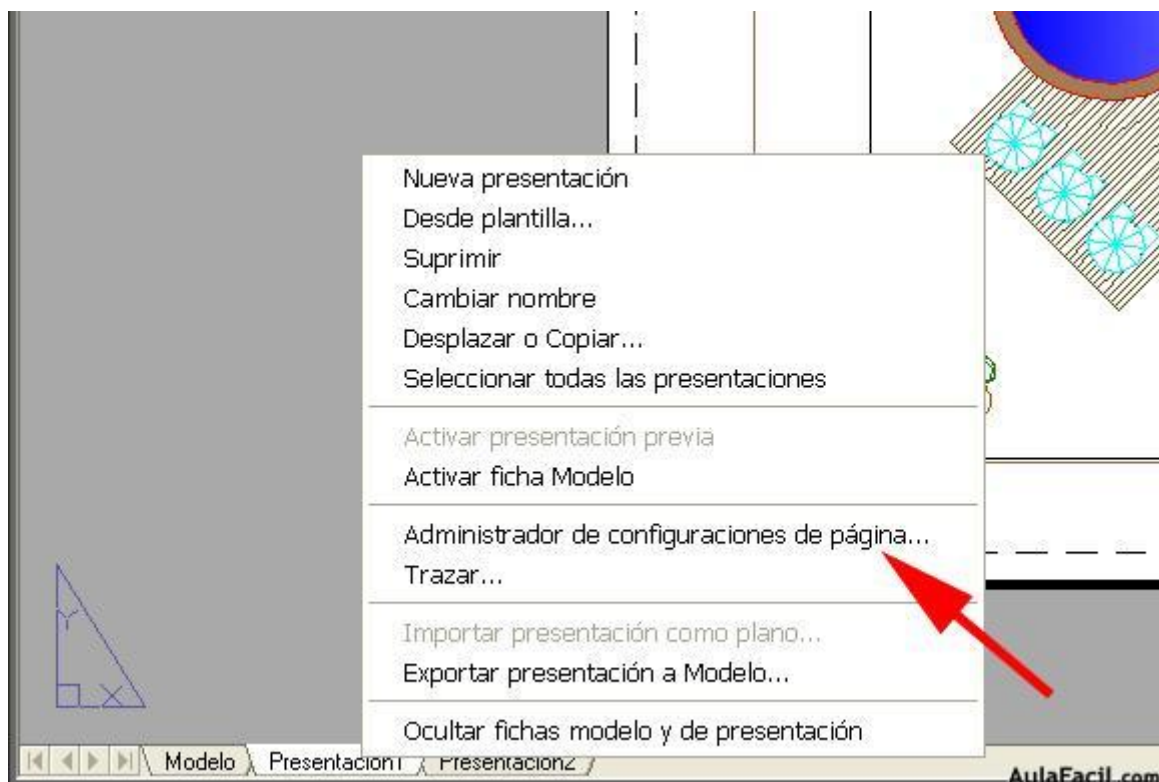 Nueva presentación
Desde plantilla...
Suprimir
Cambiar nombre
Desplazar o Copiar...
Seleccionar todas las presentaciones
Activar presentación previa
Activar ficha Modelo
Administrador de configuraciones de página...
Trazar...
Importar presentación como plano...
Exportar presentación a Modelo...
Ocultar fichas modelo y de presentación
Y
X
Modelo Presentación1 Presentación2
AulaFacil.com